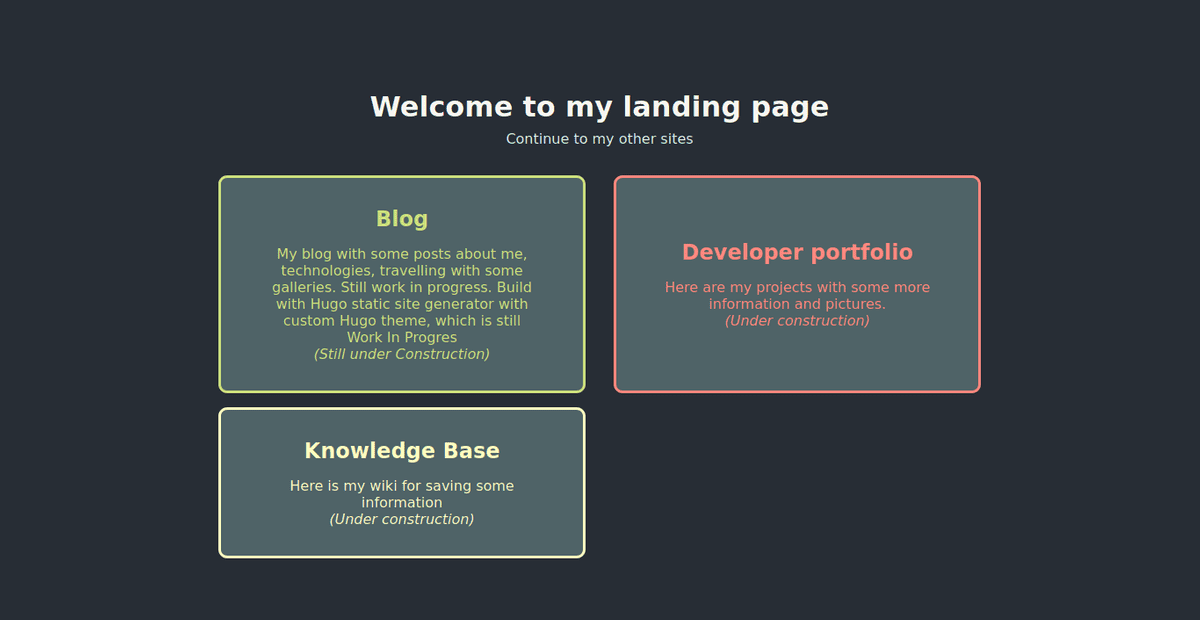 Welcome to my landing page
Continue to my other sites
Blog
My blog with some posts about me,
technologies, travelling with some
galleries. Still work in progress. Build
with Hugo static site generator with
custom Hugo theme, which is still
Work In Progres
(Still under Construction)
Developer portfolio
Here are my projects with some more
information and pictures.
(Under construction)
Knowledge Base
Here is my wiki for saving some
information
(Under construction)